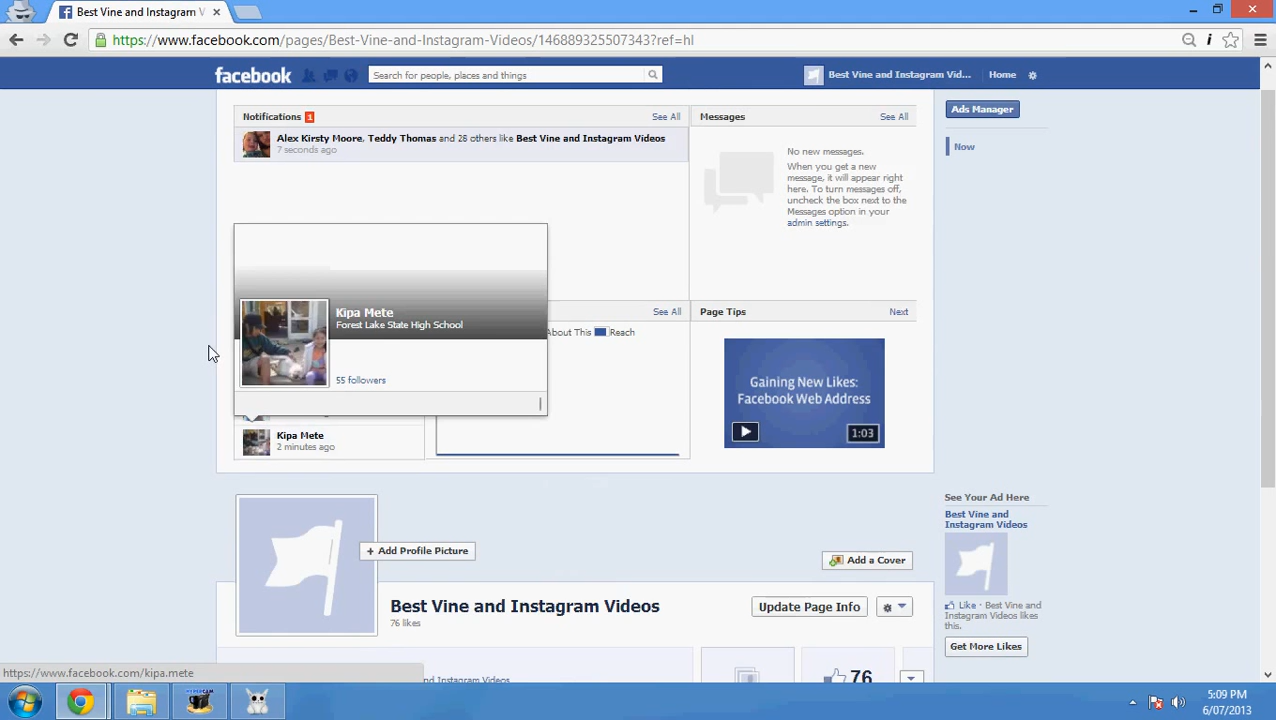 Best Vine and Instagram V
https://www.facebook.com/pages/Best-Vine-and-Instagram-Videos/146889325507343?ref=hl
facebook
Search for people, places and things
Best Vine and Instagram Vid...
Home
Notifications 1
See All
Messages
See All
Ads Manager
Alex Kirsty Moore, Teddy Thomas and 28 others like Best Vine and Instagram Videos
7 seconds ago
Now
No new messages.
When you get a new
message, it will appear right
here. To turn messages off,
uncheck the box next to the
Messages option in your
admin settings.
Kipa Mete
Forest Lake State High School
55 followers
See All
Page Tips
Next
About This
Reach
Gaining New Likes:
Facebook Web Address
1:03
Kipa Mete
2 minutes ago
See Your Ad Here
Best Vine and
Instagram Videos
+ Add Profile Picture
Add a Cover
Best Vine and Instagram Videos
76 likes
Update Page Info
Like · Best Vine and
Instagram Videos likes
this.
Get More Likes
https://www.facebook.com/kipa.mete
nd Instagram Videos
76
5:09 PM
6/07/2013